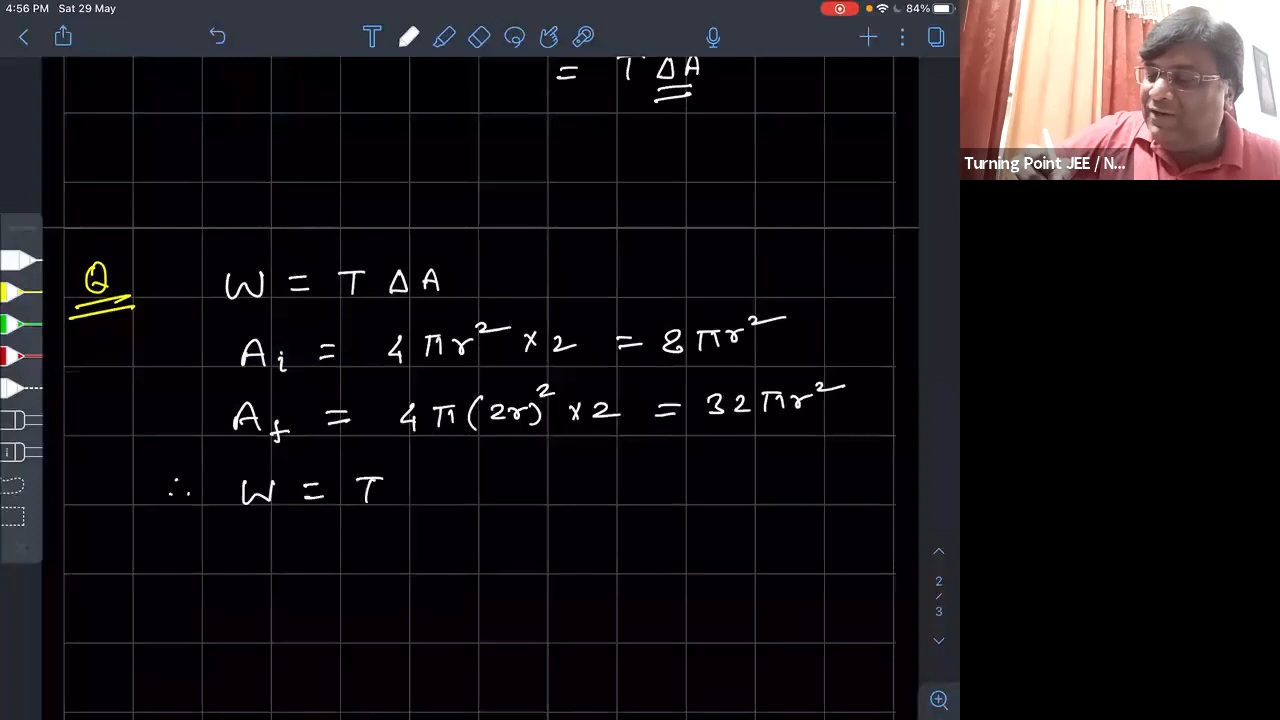 4:56 PM Sat 29 May
84%
Turning Point JEE / N...
= T ΔA
Q W = T ΔA
A_i = 4πr² × 2 = 8πr²
A_f = 4π(2r)² × 2 = 32πr²
∴ W = T
2
/
3